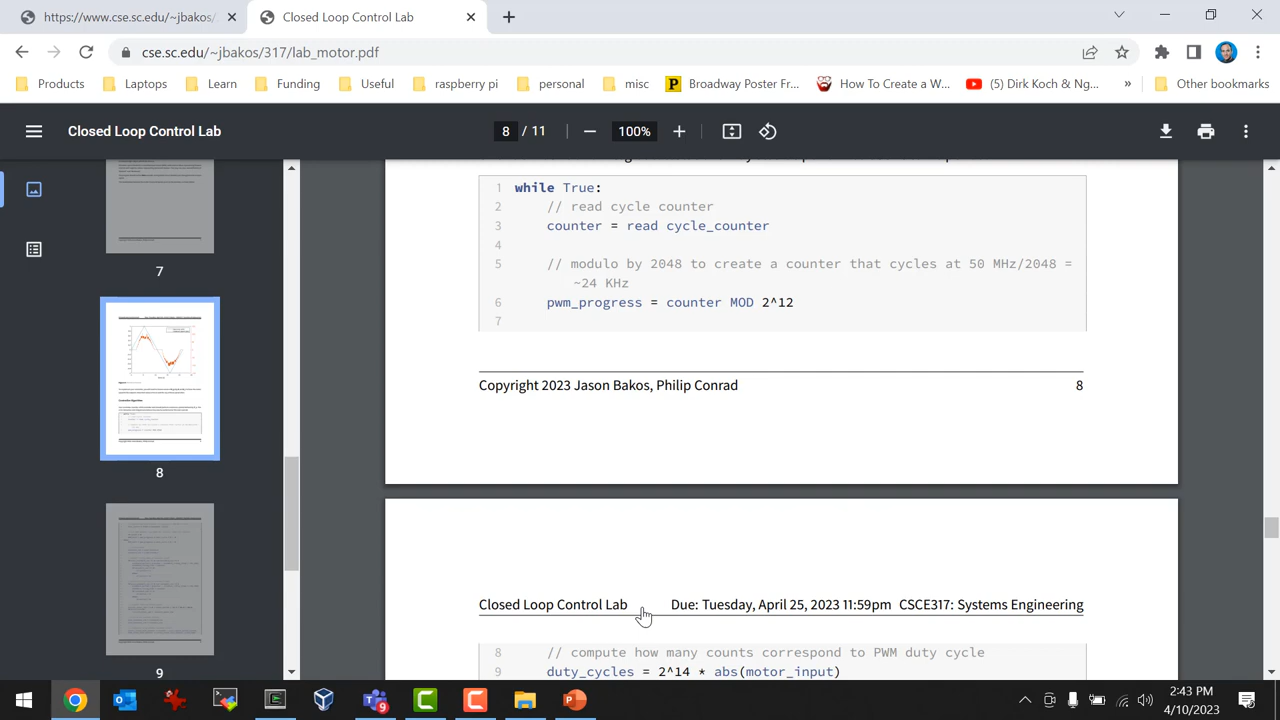 https://www.cse.sc.edu/~jbakos/
Closed Loop Control Lab
cse.sc.edu/~jbakos/317/lab_motor.pdf
Products
Laptops
Learn
Funding
Useful
raspberry pi
personal
misc
Broadway Poster Fr...
How To Create a W...
(5) Dirk Koch & Ng...
»
Other bookmarks
Closed Loop Control Lab
8 / 11
100%
7
8
9
1 while True:
2 // read cycle counter
3 counter = read cycle_counter
4
5 // modulo by 2048 to create a counter that cycles at 50 MHz/2048 =
~24 KHz
6 pwm_progress = counter MOD 2^12
7
Copyright 2023 Jason Bakos, Philip Conrad 8
Closed Loop Control Lab Due: Tuesday, April 25, 2023 11:59pm CSCE317: Systems Engineering
8 // compute how many counts correspond to PWM duty cycle
9 duty_cycles = 2^14 * abs(motor_input)
9
2:43 PM
4/10/2023